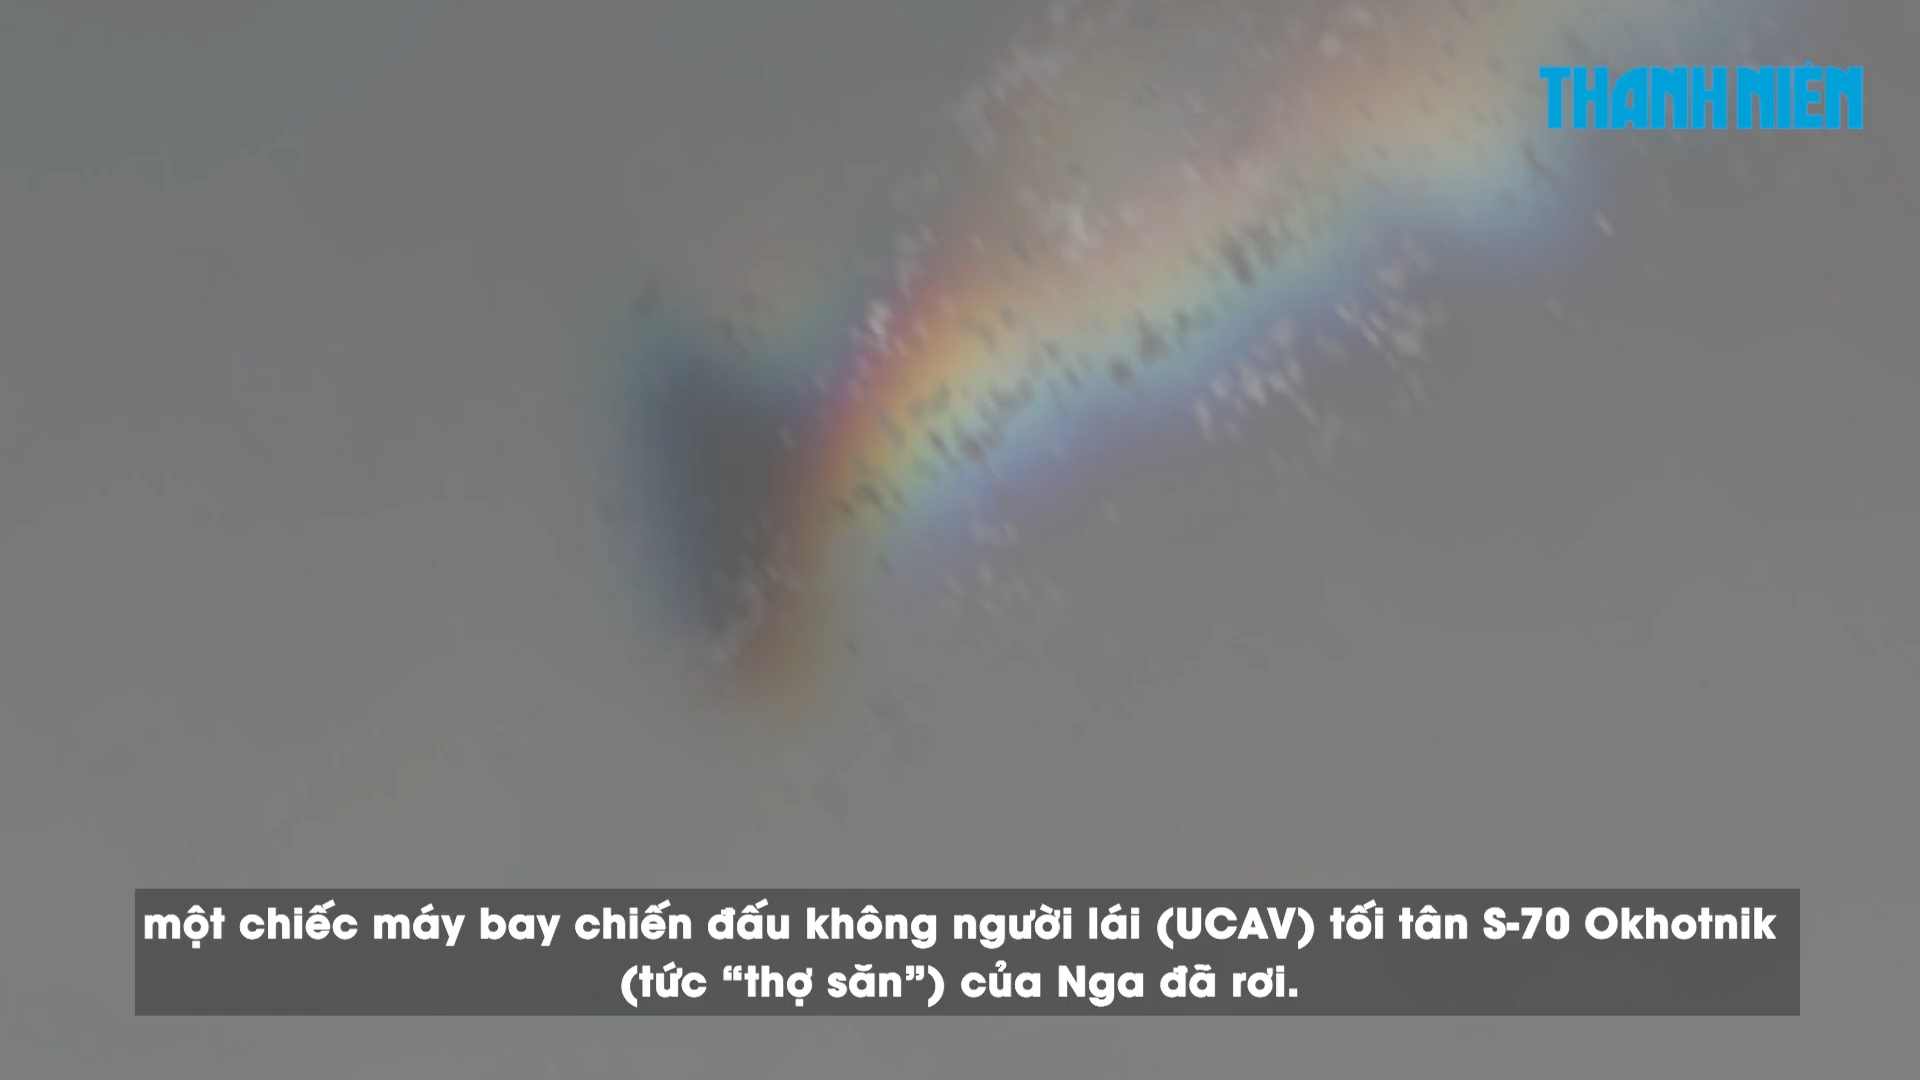 THANH NIÊN
một chiếc máy bay chiến đấu không người lái (UCAV) tối tân S-70 Okhotnik
(tức “thợ săn”) của Nga đã rơi.